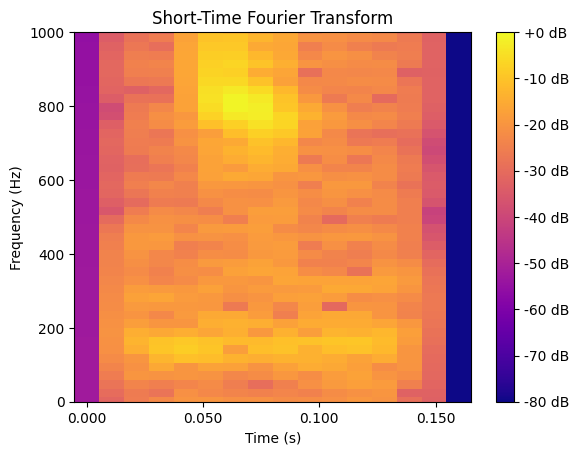 Short-Time Fourier Transform
Frequency (Hz)
1000
800
600
400
200
0
0.000
0.050
0.100
0.150
Time (s)
+0 dB
-10 dB
-20 dB
-30 dB
-40 dB
-50 dB
-60 dB
-70 dB
-80 dB